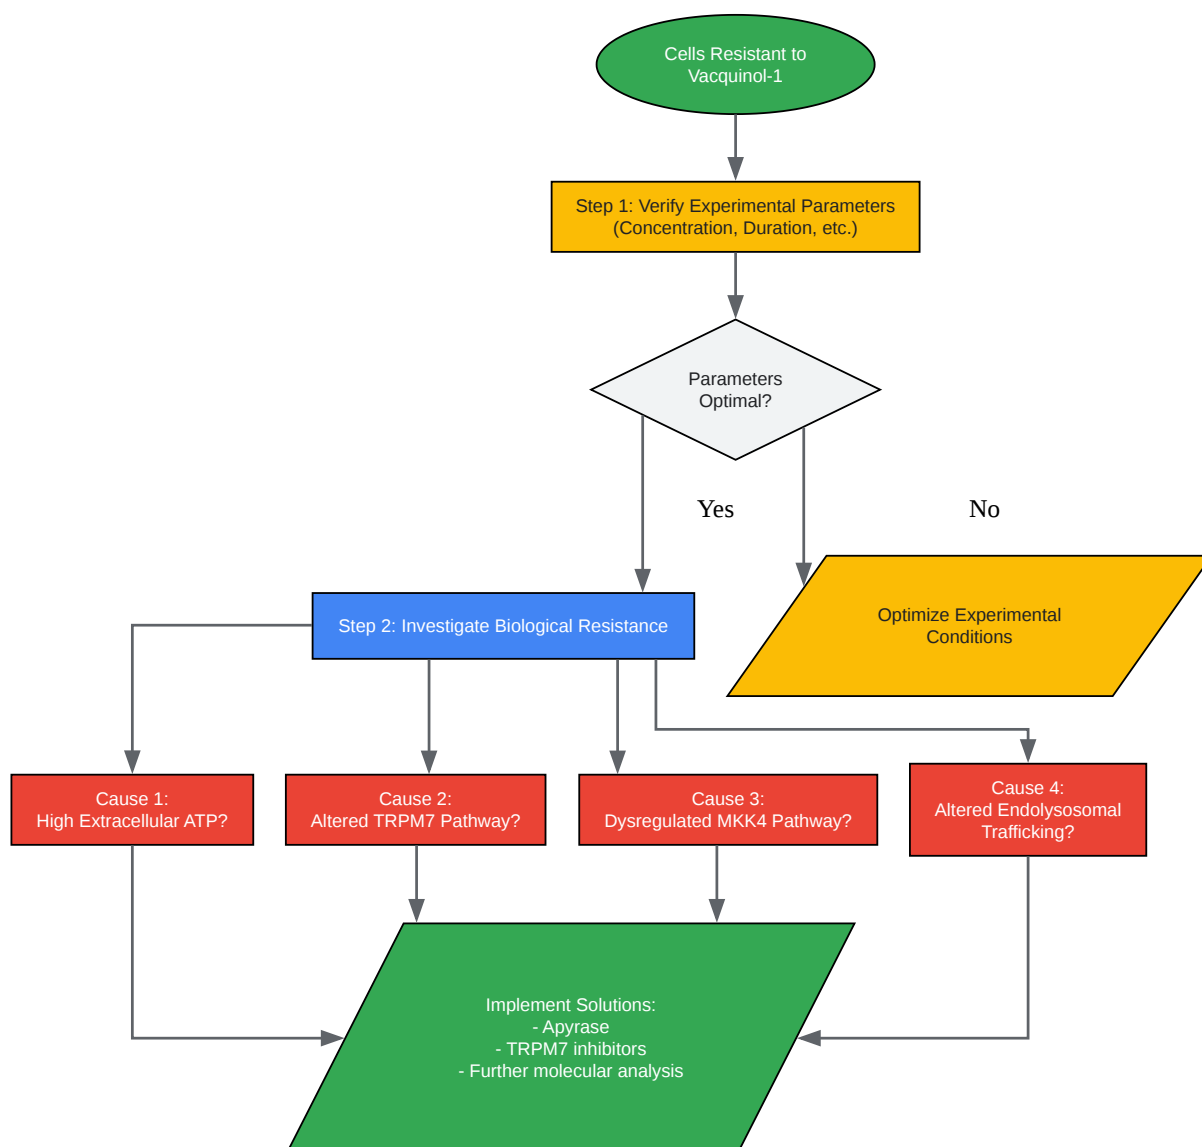 Cells Resistant to
Vacquinol-1
Step 1: Verify Experimental Parameters
(Concentration, Duration, etc.)
Parameters
Optimal?
Yes
No
Optimize Experimental
Conditions
Step 2: Investigate Biological Resistance
Cause 1:
High Extracellular ATP?
Cause 2:
Altered TRPM7 Pathway?
Cause 3:
Dysregulated MKK4 Pathway?
Cause 4:
Altered Endolysosomal
Trafficking?
Implement Solutions:
- Apyrase
- TRPM7 inhibitors
- Further molecular analysis